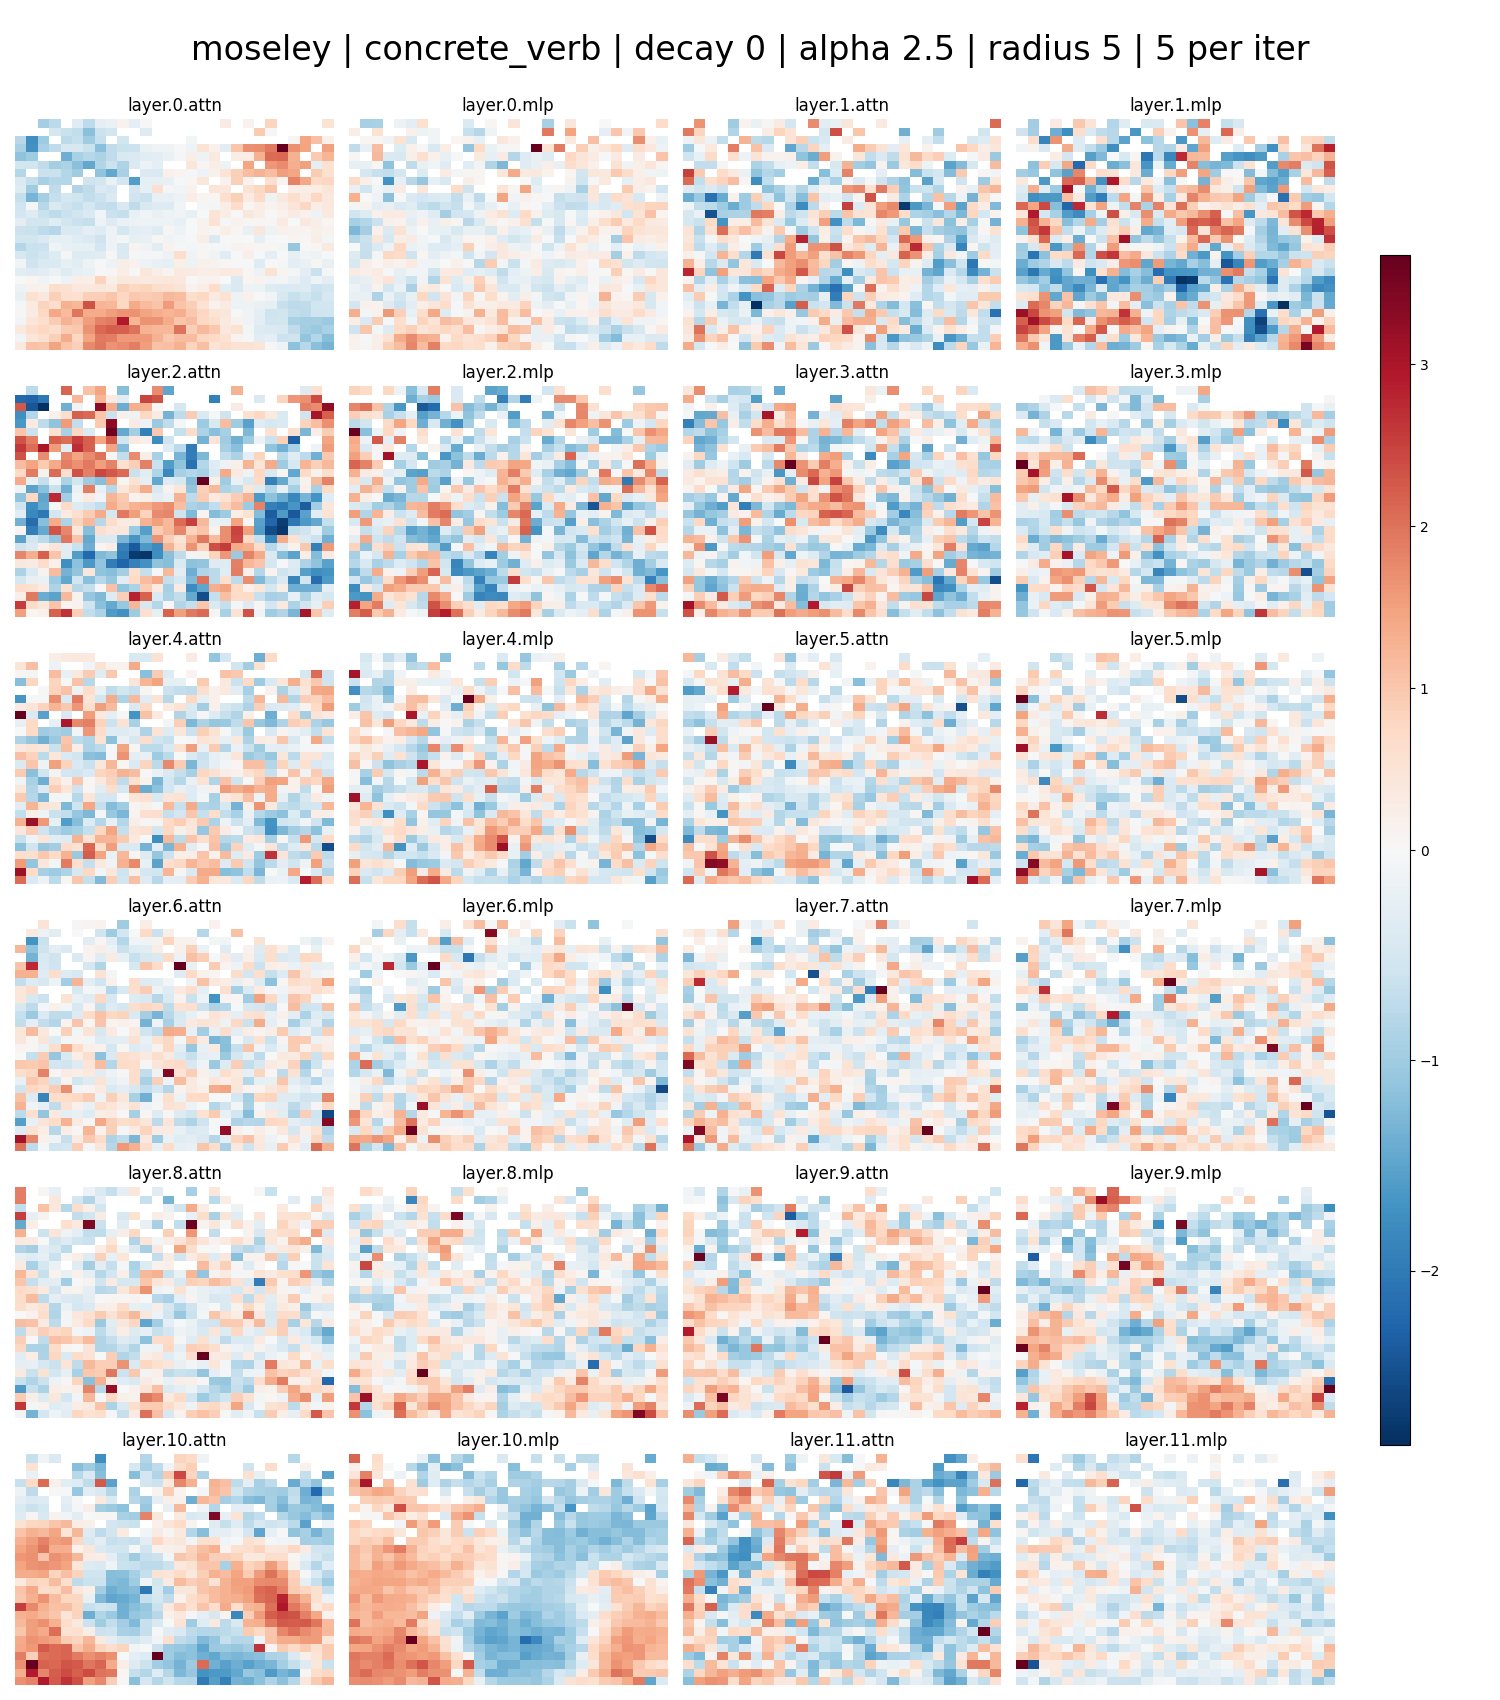 moseley | concrete_verb | decay 0 | alpha 2.5 | radius 5 | 5 per iter
layer.0.attn layer.0.mlp layer.1.attn layer.1.mlp
layer.2.attn layer.2.mlp layer.3.attn layer.3.mlp
layer.4.attn layer.4.mlp layer.5.attn layer.5.mlp
layer.6.attn layer.6.mlp layer.7.attn layer.7.mlp
layer.8.attn layer.8.mlp layer.9.attn layer.9.mlp
layer.10.attn layer.10.mlp layer.11.attn layer.11.mlp
3
2
1
0
−1
−2